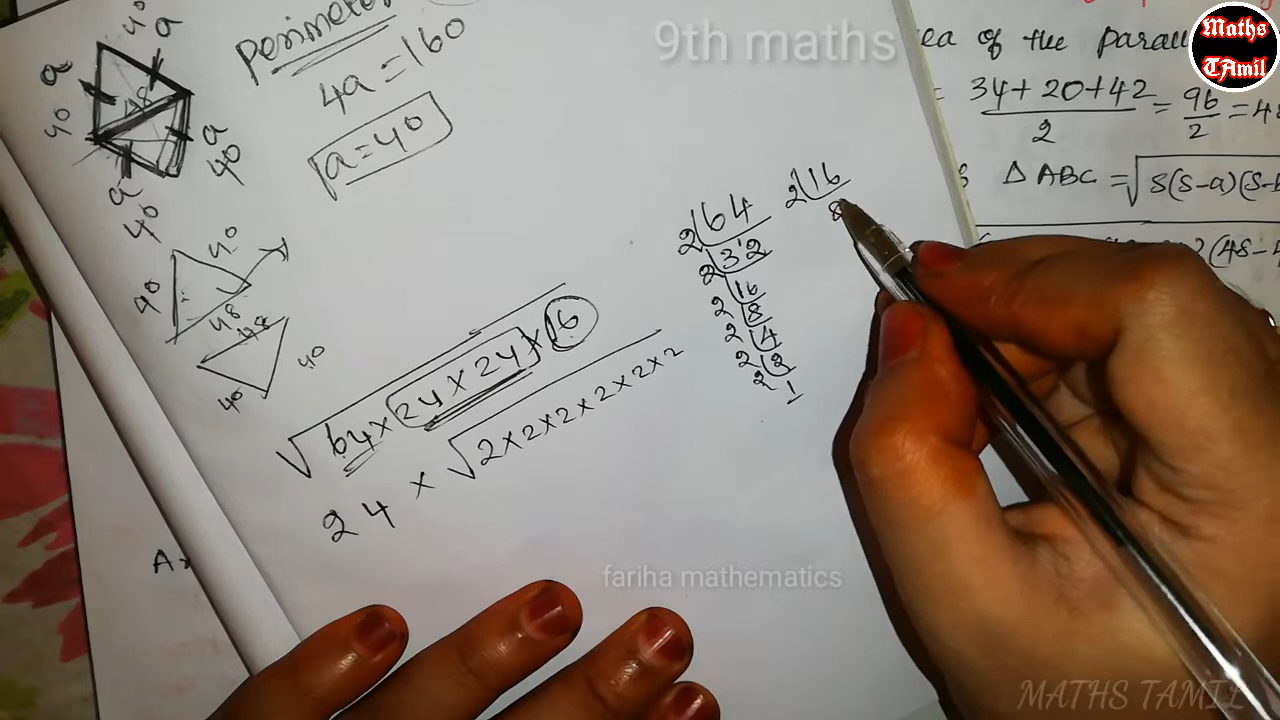 Perimeter
4a = 160
a = 40
a
40
40
a
48
a
40
a
40
40
40
48
48
40
40
√64 × 24 × 24 × 16
24 × √2×2×2×2×2×2
2 64
2 32
2 16
2 8
2 4
2 2
1
2 16
8
9th maths
ea of the
34+20+42 / 2 = 96 / 2 = 48
Δ ABC = √S(S-a)(S-b
Maths
TAmil
fariha mathematics
MATHS TAMIL